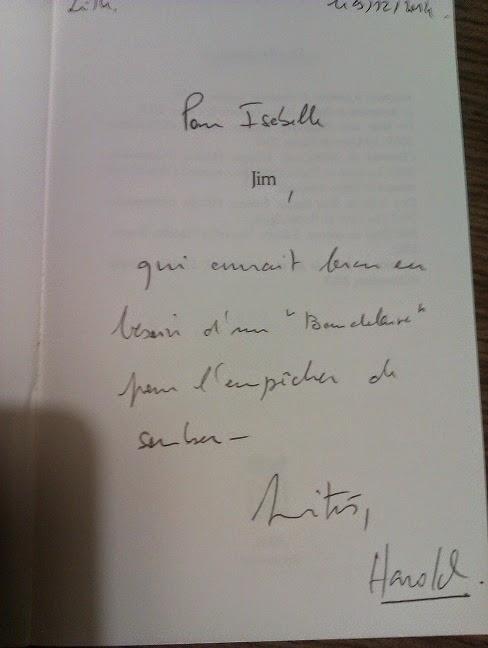 Pour Isabelle
Jim,
qui aurait bien eu
besoin d'un "Baudelaire"
pour l'empêcher de
sombrer –
Amitiés,
Harold.